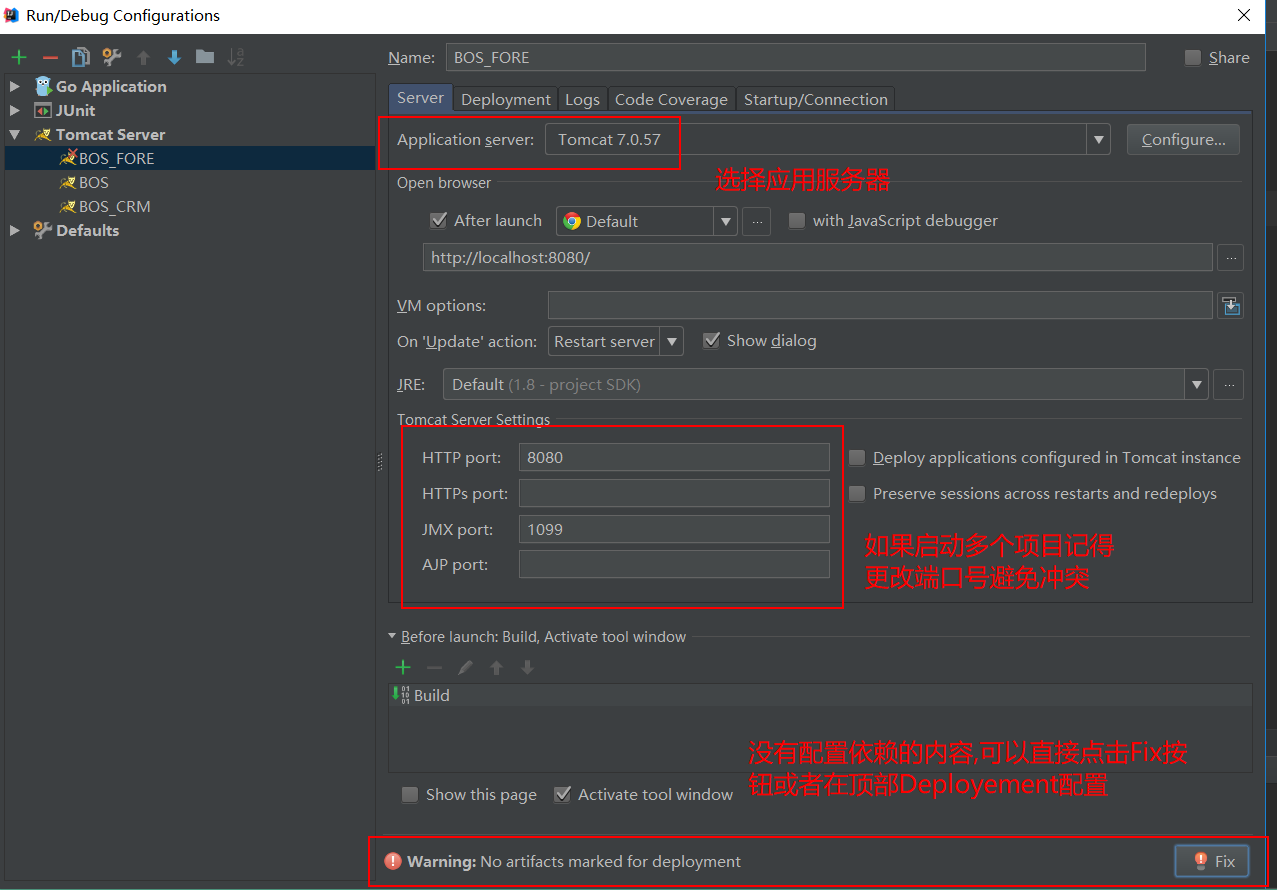 Run/Debug Configurations
Name: BOS_FORE Share
Go Application
JUnit
Tomcat Server
BOS_FORE
BOS
BOS_CRM
Defaults
Server Deployment Logs Code Coverage Startup/Connection
Application server: Tomcat 7.0.57 Configure...
选择应用服务器
Open browser
After launch Default ... with JavaScript debugger
http://localhost:8080/ ...
VM options:
On 'Update' action: Restart server Show dialog
JRE: Default (1.8 - project SDK) ...
Tomcat Server Settings
HTTP port: 8080 Deploy applications configured in Tomcat instance
HTTPs port: Preserve sessions across restarts and redeploys
JMX port: 1099
AJP port:
如果启动多个项目记得
更改端口号避免冲突
Before launch: Build, Activate tool window
Build
没有配置依赖的内容,可以直接点击Fix按
钮或者在顶部Deployement配置
Show this page Activate tool window
Warning: No artifacts marked for deployment Fix